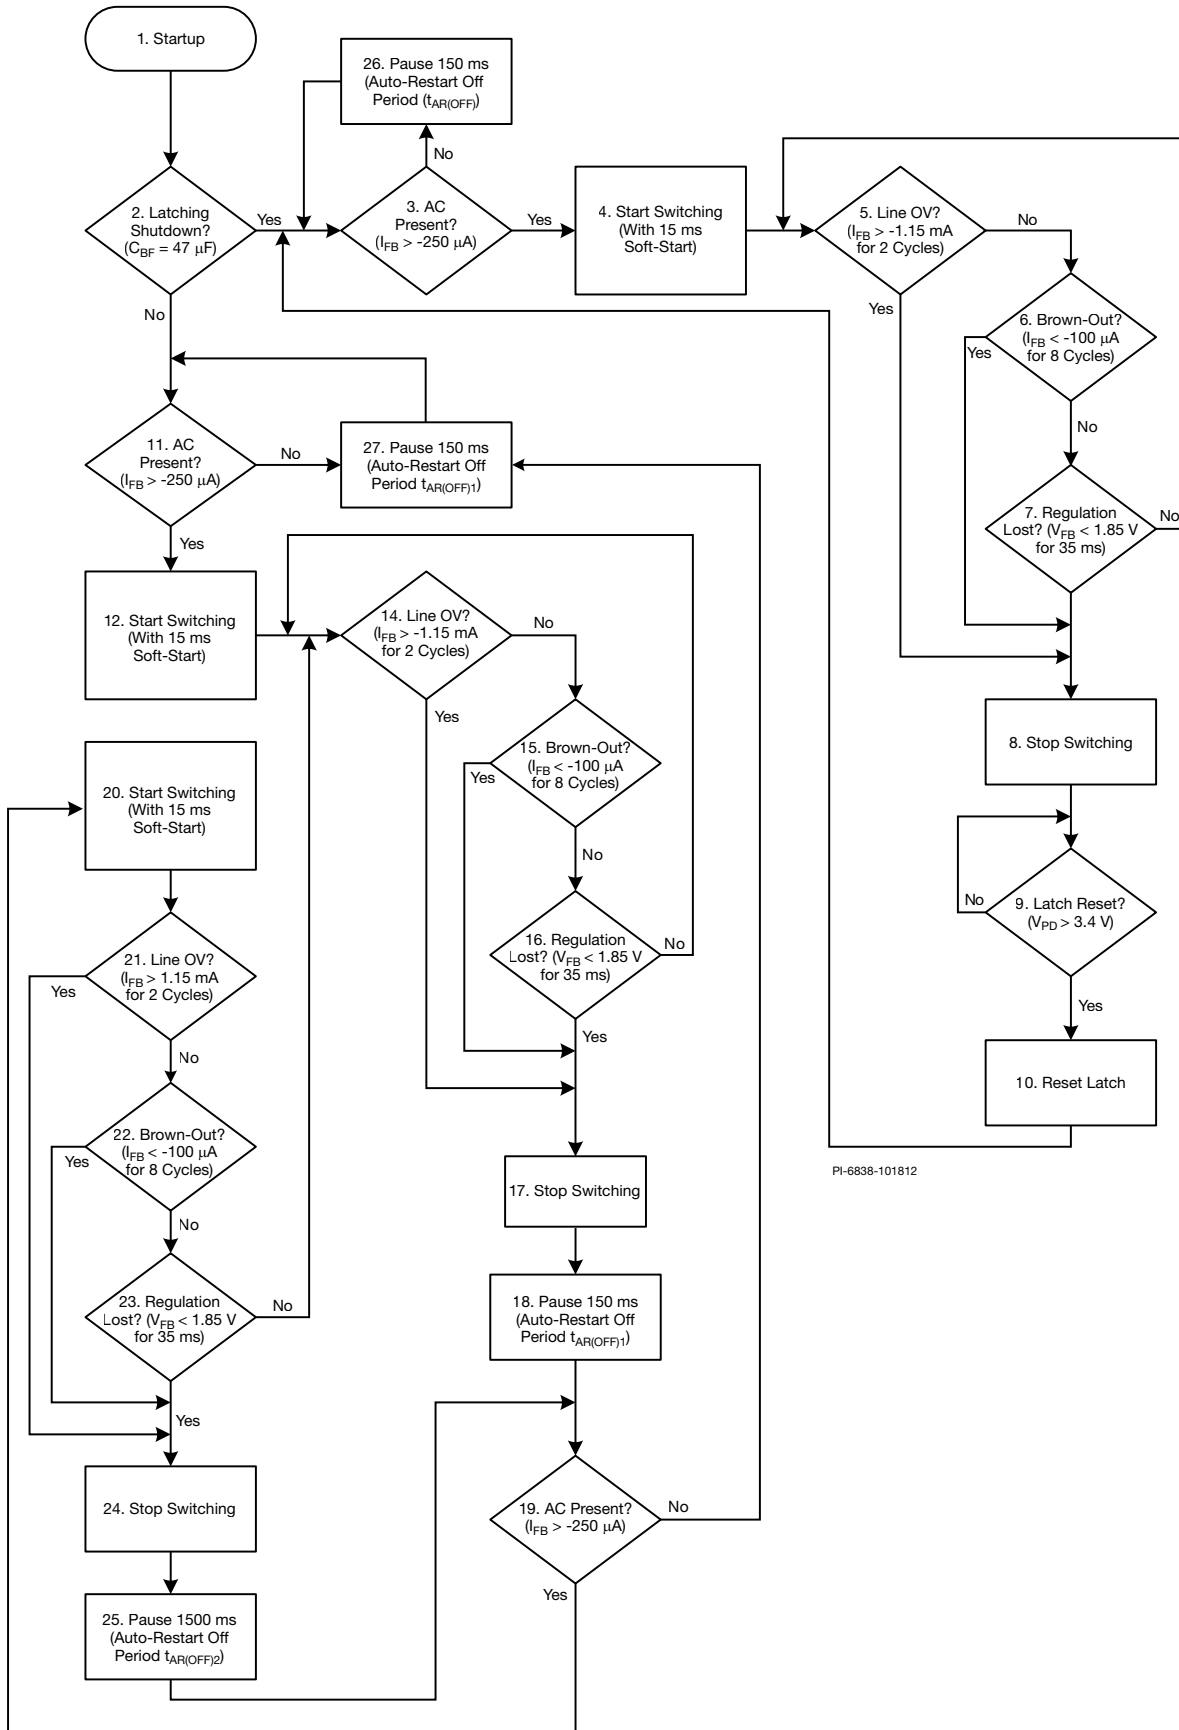 1. Startup
26. Pause 150 ms
(Auto-Restart Off
Period (tAR(OFF))
No
2. Latching
Shutdown?
(CBF = 47 µF)
Yes
No
3. AC
Present?
(IFB > -250 µA)
Yes
4. Start Switching
(With 15 ms
Soft-Start)
5. Line OV?
(IFB > -1.15 mA
for 2 Cycles)
No
Yes
6. Brown-Out?
(IFB < -100 µA
for 8 Cycles)
Yes
No
7. Regulation
Lost? (VFB < 1.85 V
for 35 ms)
No
Yes
8. Stop Switching
9. Latch Reset?
(VPD > 3.4 V)
No
Yes
10. Reset Latch
PI-6838-101812
11. AC
Present?
(IFB > -250 µA)
No
Yes
27. Pause 150 ms
(Auto-Restart Off
Period tAR(OFF)1)
12. Start Switching
(With 15 ms
Soft-Start)
14. Line OV?
(IFB > -1.15 mA
for 2 Cycles)
No
Yes
15. Brown-Out?
(IFB < -100 µA
for 8 Cycles)
Yes
No
16. Regulation
Lost? (VFB < 1.85 V
for 35 ms)
No
Yes
17. Stop Switching
18. Pause 150 ms
(Auto-Restart Off
Period tAR(OFF)1)
19. AC Present?
(IFB > -250 µA)
No
Yes
20. Start Switching
(With 15 ms
Soft-Start)
21. Line OV?
(IFB > 1.15 mA
for 2 Cycles)
Yes
No
22. Brown-Out?
(IFB < -100 µA
for 8 Cycles)
Yes
No
23. Regulation
Lost? (VFB < 1.85 V
for 35 ms)
No
Yes
24. Stop Switching
25. Pause 1500 ms
(Auto-Restart Off
Period tAR(OFF)2)